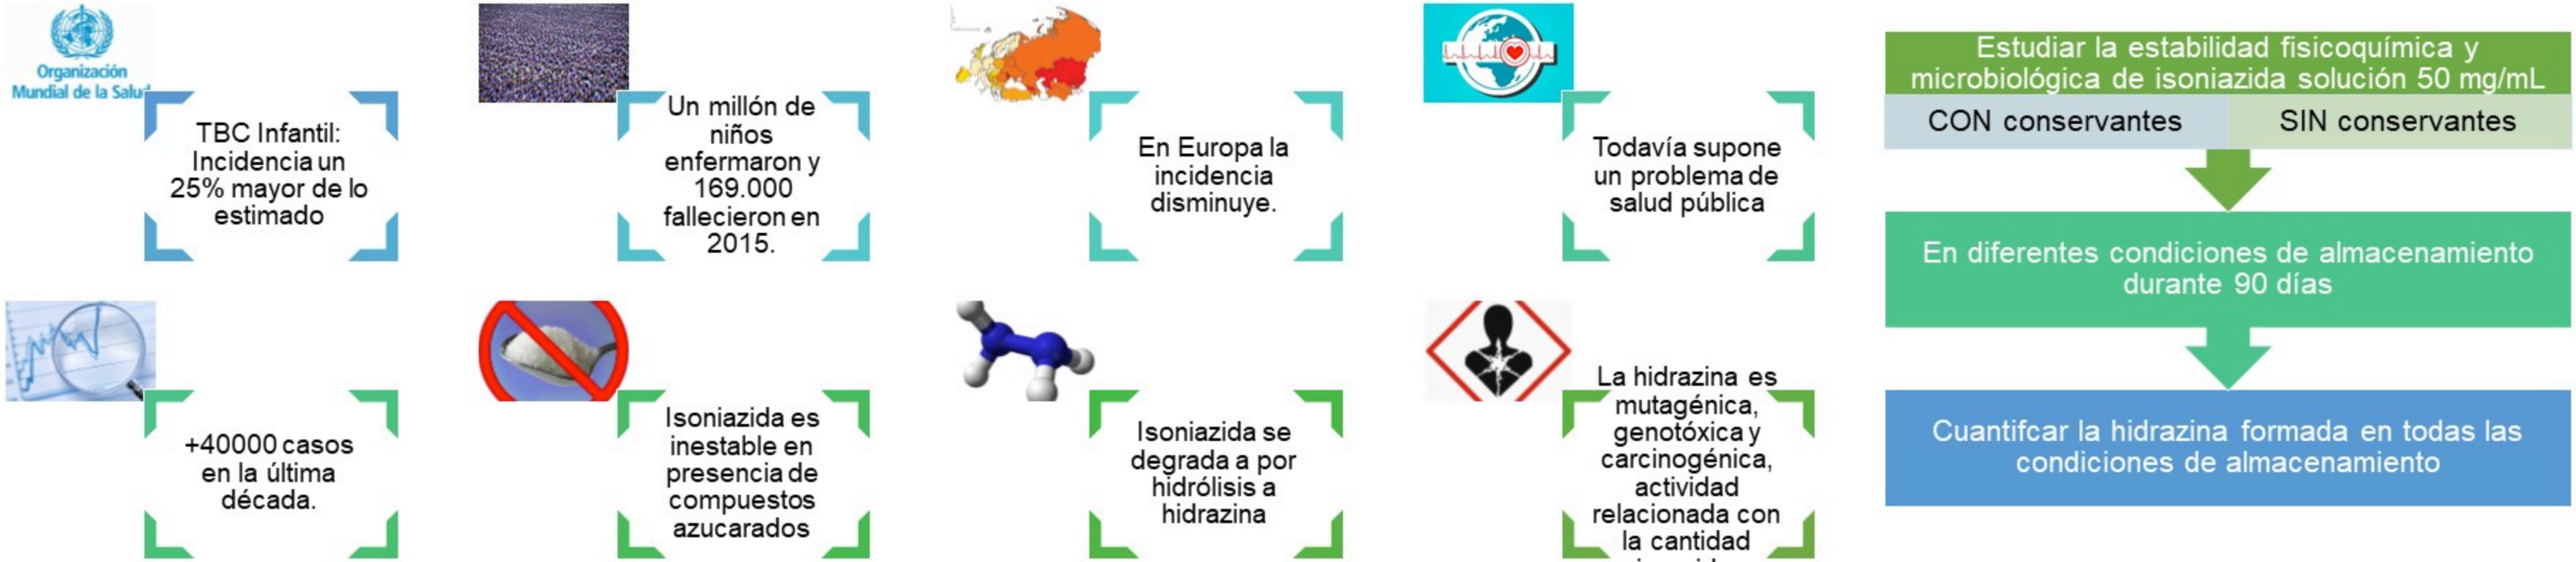 Organización
Mundial de la Salud
TBC Infantil:
Incidencia un
25% mayor de lo
estimado
Un millón de
niños
enfermaron y
169.000
fallecieron en
2015.
En Europa la
incidencia
disminuye.
Todavía supone
un problema de
salud pública
+40000 casos
en la última
década.
Isoniazida es
inestable en
presencia de
compuestos
azucarados
Isoniazida se
degrada a por
hidrólisis a
hidrazina
La hidrazina es
mutagénica,
genotóxica y
carcinogénica,
actividad
relacionada con
la cantidad
Estudiar la estabilidad fisicoquímica y
microbiológica de isoniazida solución 50 mg/mL
CON conservantes
SIN conservantes
En diferentes condiciones de almacenamiento
durante 90 días
Cuantifcar la hidrazina formada en todas las
condiciones de almacenamiento